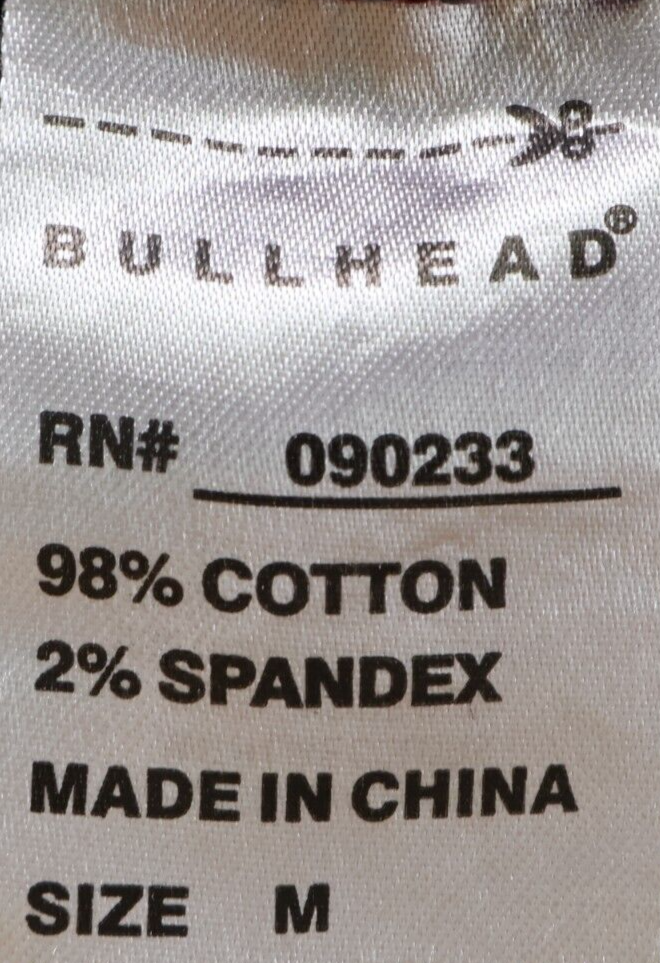 BULLHEAD®
RN# 090233
98% COTTON
2% SPANDEX
MADE IN CHINA
SIZE M